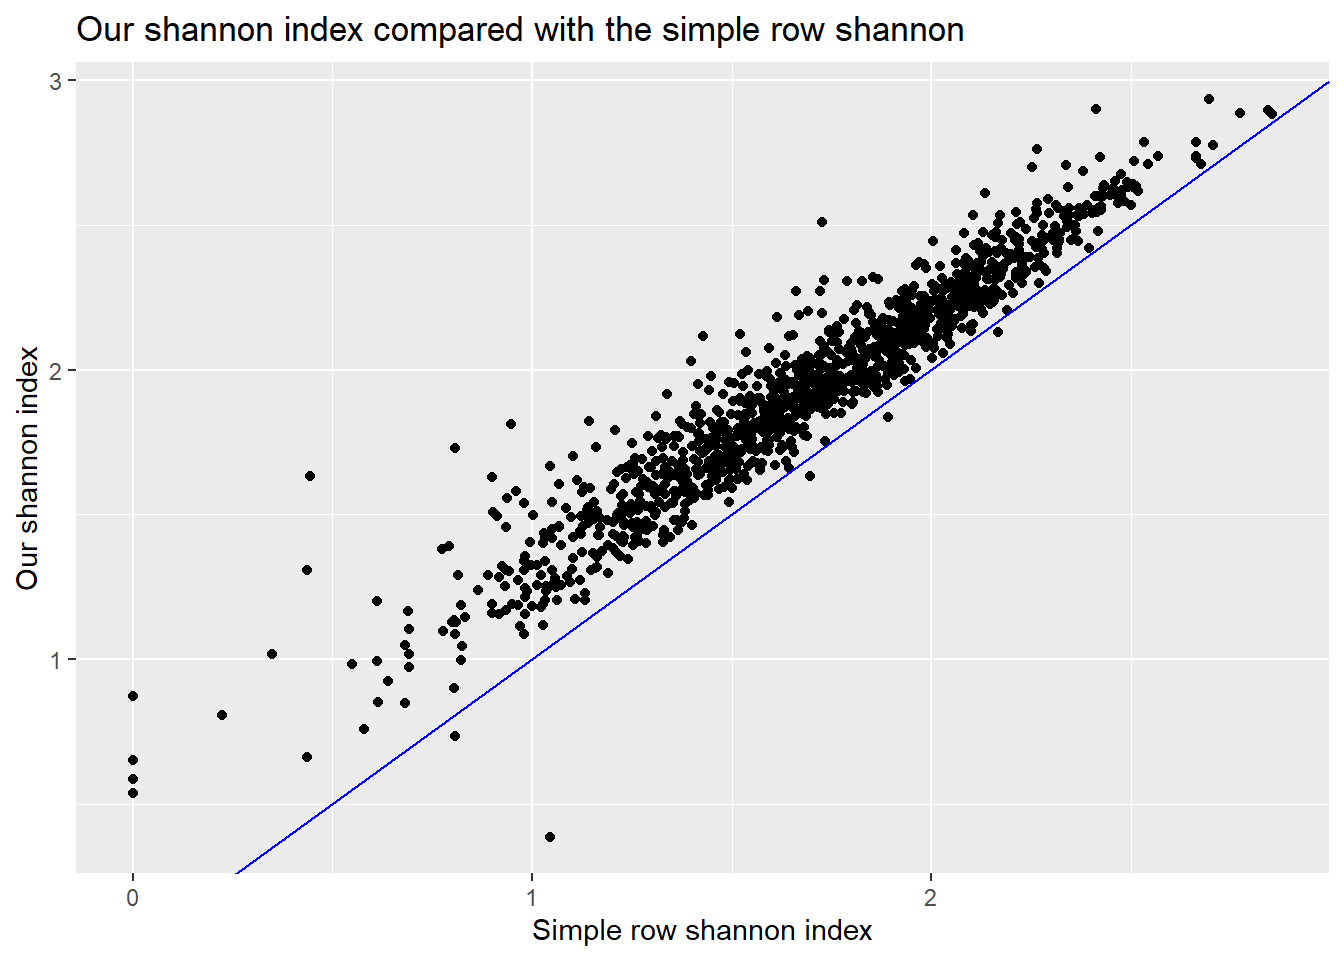 Our shannon index compared with the simple row shannon
3
2
1
Our shannon index
0
1
2
Simple row shannon index